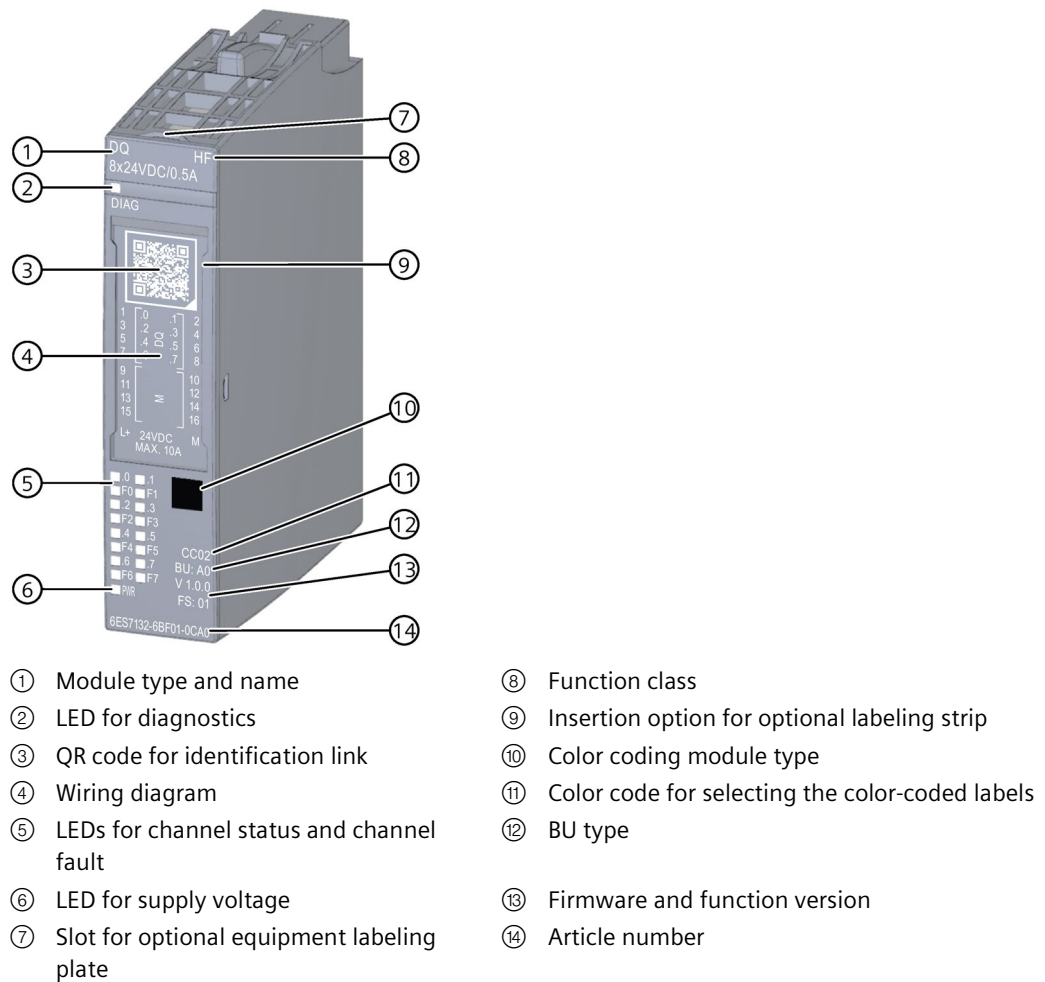 DQ HF
8x24VDC/0.5A
DIAG
1 .0 .1 2
3 .2 .3 4
5 .4 DQ .5 6
7 .7 8
9 10
11 12
13 M 14
15 16
L+ 24VDC M
MAX. 10A
.0 .1
F0 F1
.2 .3
F2 F3
.4 .5
F4 F5
.6 .7
F6 F7
PWR
CC02
BU: A0
V 1.0.0
FS: 01
6ES7132-6BF01-0CA0
① Module type and name
② LED for diagnostics
③ QR code for identification link
④ Wiring diagram
⑤ LEDs for channel status and channel
fault
⑥ LED for supply voltage
⑦ Slot for optional equipment labeling
plate
⑧ Function class
⑨ Insertion option for optional labeling strip
⑩ Color coding module type
⑪ Color code for selecting the color-coded labels
⑫ BU type
⑬ Firmware and function version
⑭ Article number